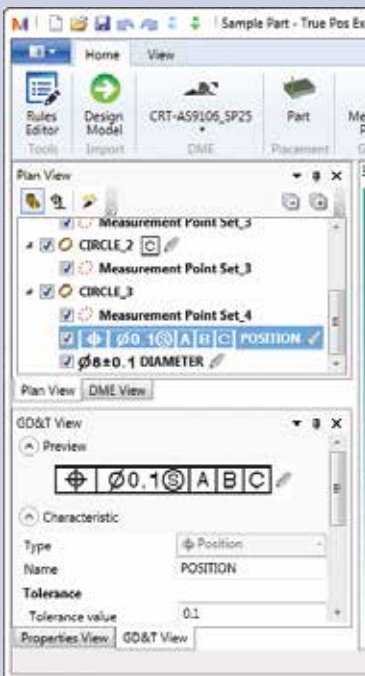 Sample Part - True Pos Ex
Home View
Rules Editor
Design Model
CRT-AS9106_SP25
Part
Me
Tools Import DME Placement
Plan View
Measurement Point Set_3
CIRCLE_2 C
Measurement Point Set_3
CIRCLE_3
Measurement Point Set_4
⌖ Ø0.1Ⓢ A B C POSITION
Ø8±0.1 DIAMETER
Plan View DME View
GD&T View
Preview
⌖ Ø0.1Ⓢ A B C
Characteristic
Type ⌖ Position
Name POSITION
Tolerance
Tolerance value 0.1
Properties View GD&T View